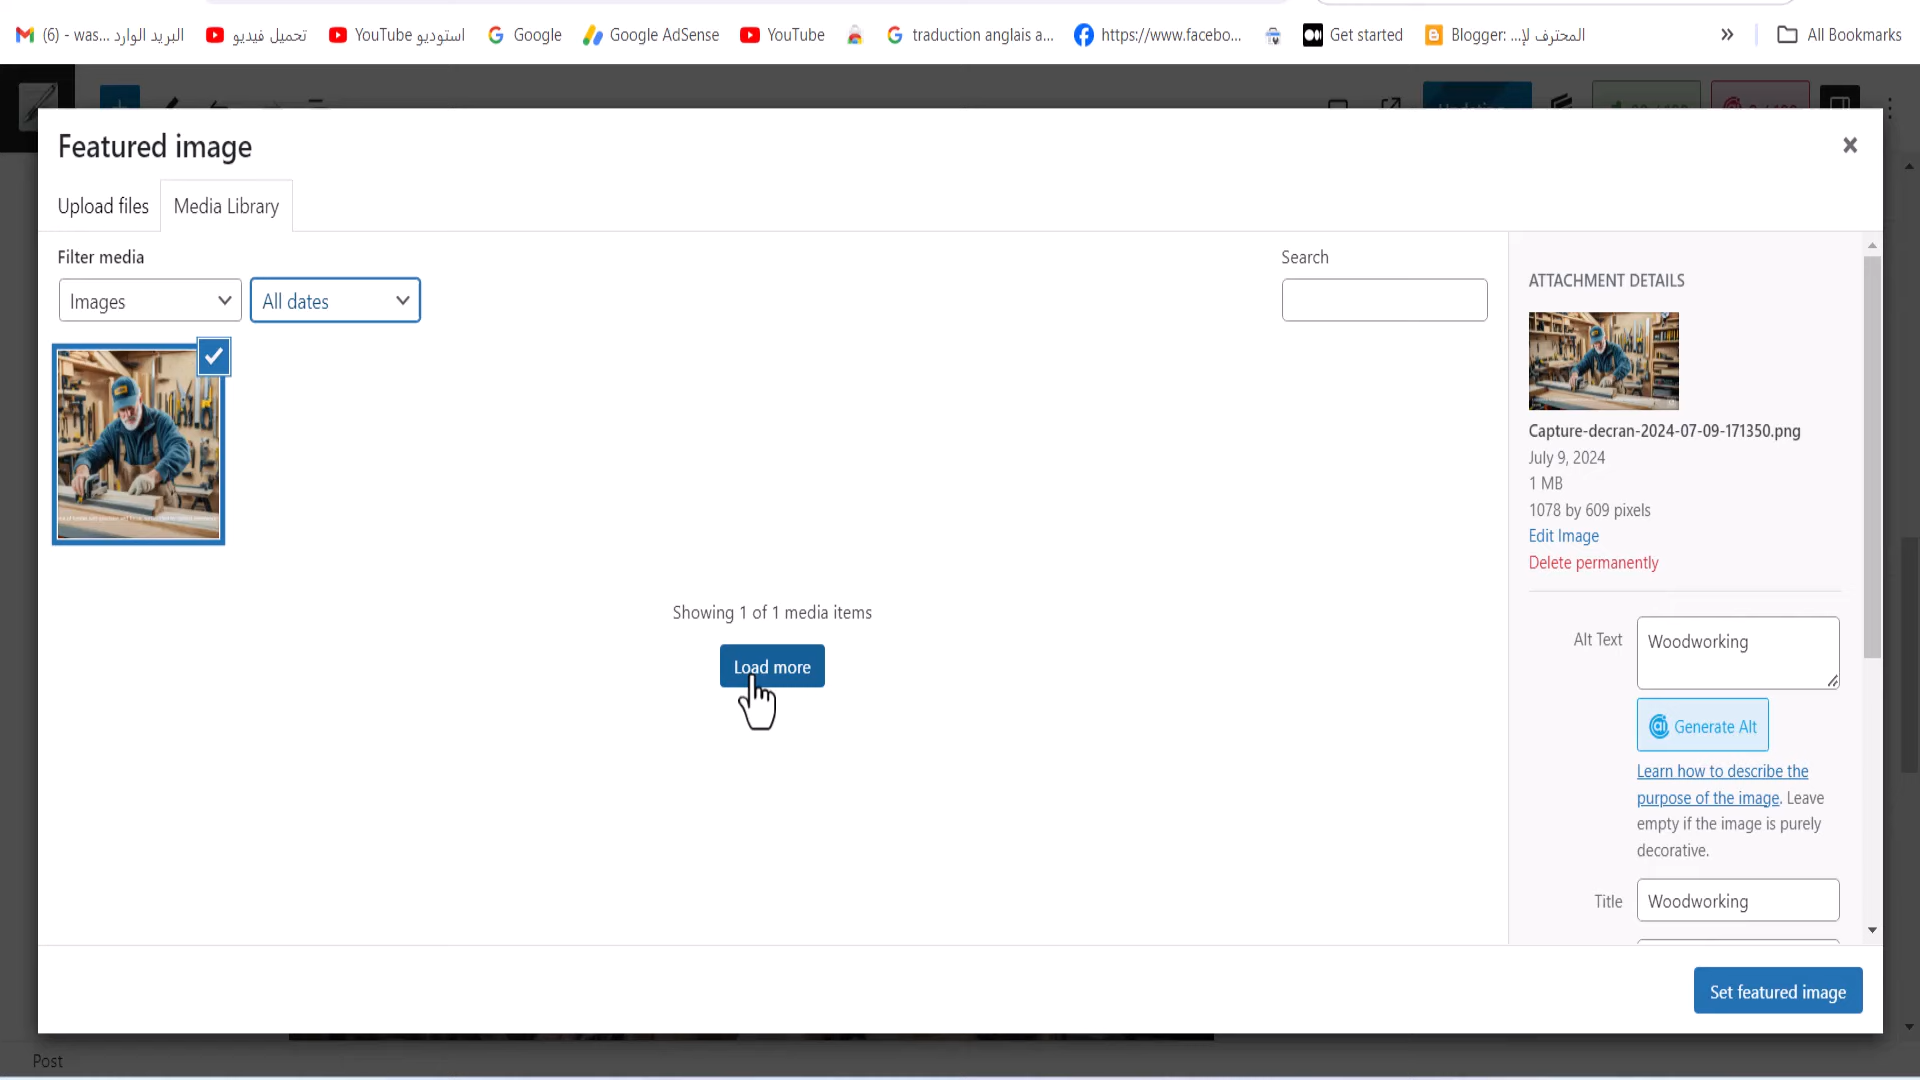 (6) - was... البريد الوارد تحميل فيديو YouTube استوديو Google Google AdSense YouTube traduction anglais a... https://www.facebo... Get started Blogger: ...المحترف لإ All Bookmarks
Featured image
Upload files Media Library
Filter media
Images All dates
Search
Showing 1 of 1 media items
Load more
ATTACHMENT DETAILS
Capture-decran-2024-07-09-171350.png
July 9, 2024
1 MB
1078 by 609 pixels
Edit Image
Delete permanently
Alt Text Woodworking
Generate Alt
Learn how to describe the
purpose of the image. Leave
empty if the image is purely
decorative.
Title Woodworking
Set featured image
Post